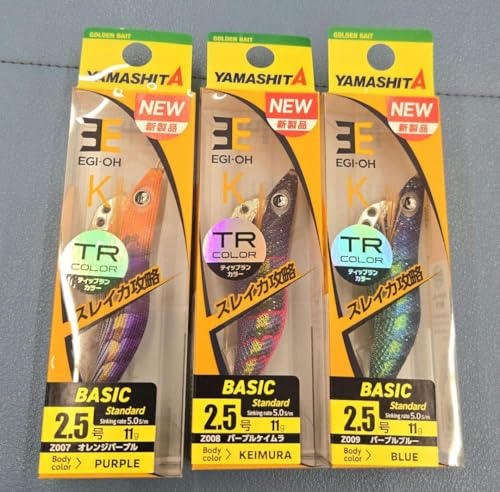 GOLDEN BAIT
YAMASHITA
NEW
新製品
EGI-OH
K
TR
COLOR
ティップラン
カラー
スレイカ攻略
BASIC
Standard
Sinking rate 5.0s/m
2.5号
11g
Z007 オレンジパープル
Body color > PURPLE
GOLDEN BAIT
YAMASHITA
NEW
新製品
EGI-OH
K
TR
COLOR
ティップラン
カラー
スレイカ攻略
BASIC
Standard
Sinking rate 5.0s/m
2.5号
11g
Z008 パープルケイムラ
Body color > KEIMURA
GOLDEN BAIT
YAMASHITA
NEW
新製品
EGI-OH
K
TR
COLOR
ティップラン
カラー
スレイカ攻略
BASIC
Standard
Sinking rate 5.0s/m
2.5号
11g
Z009 パープルブルー
Body color > BLUE